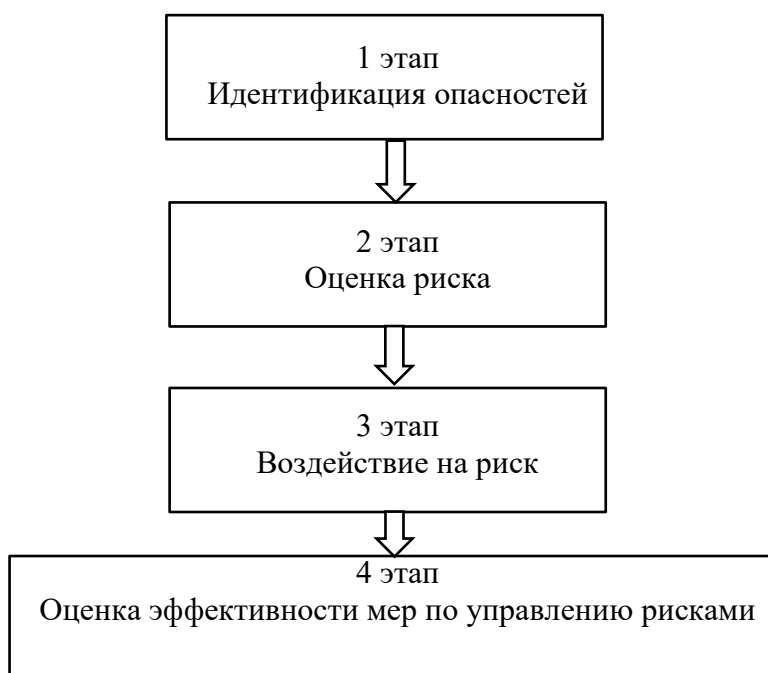 1 этап
Идентификация опасностей
2 этап
Оценка риска
3 этап
Воздействие на риск
4 этап
Оценка эффективности мер по управлению рисками